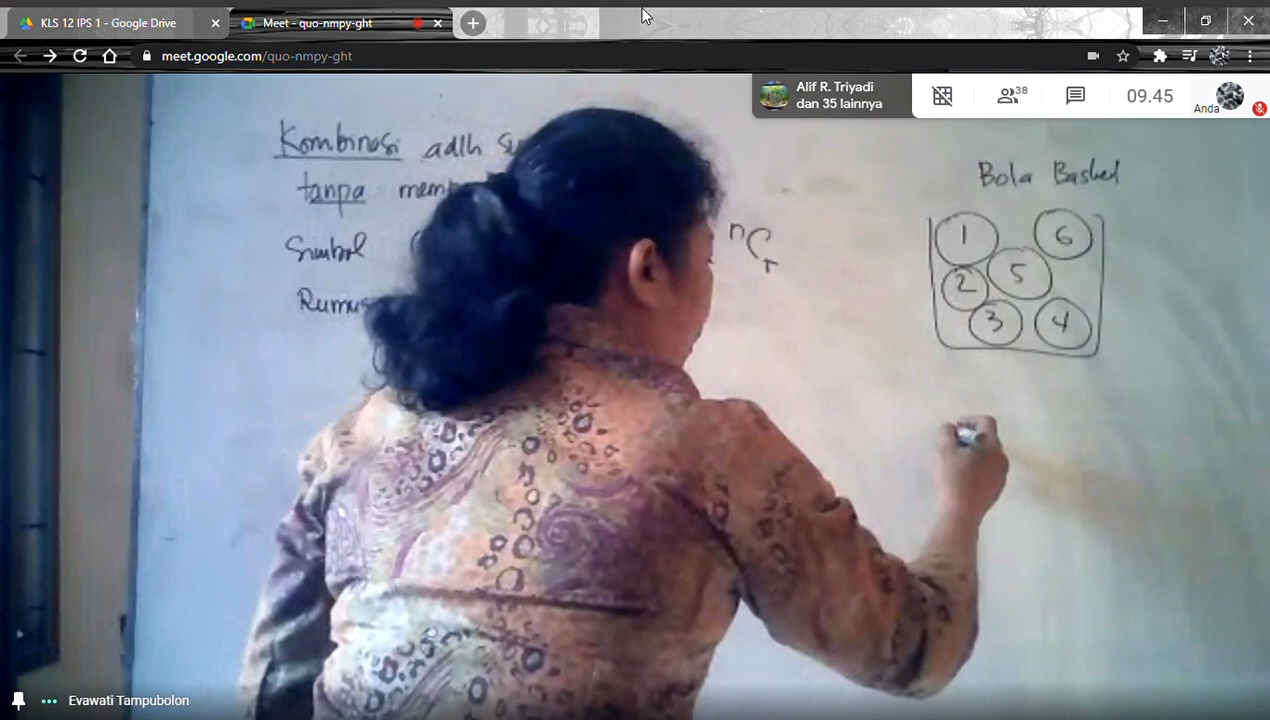 KLS 12 IPS 1 - Google Drive
Meet - quo-nmpy-ght
meet.google.com/quo-nmpy-ght
Alif R. Triyadi
dan 35 lainnya
38
09.45
Anda
Kombinasi adlh
tanpa
Simbol
nCr
Bola Basket
1 6
2 5
3 4
Evawati Tampubolon